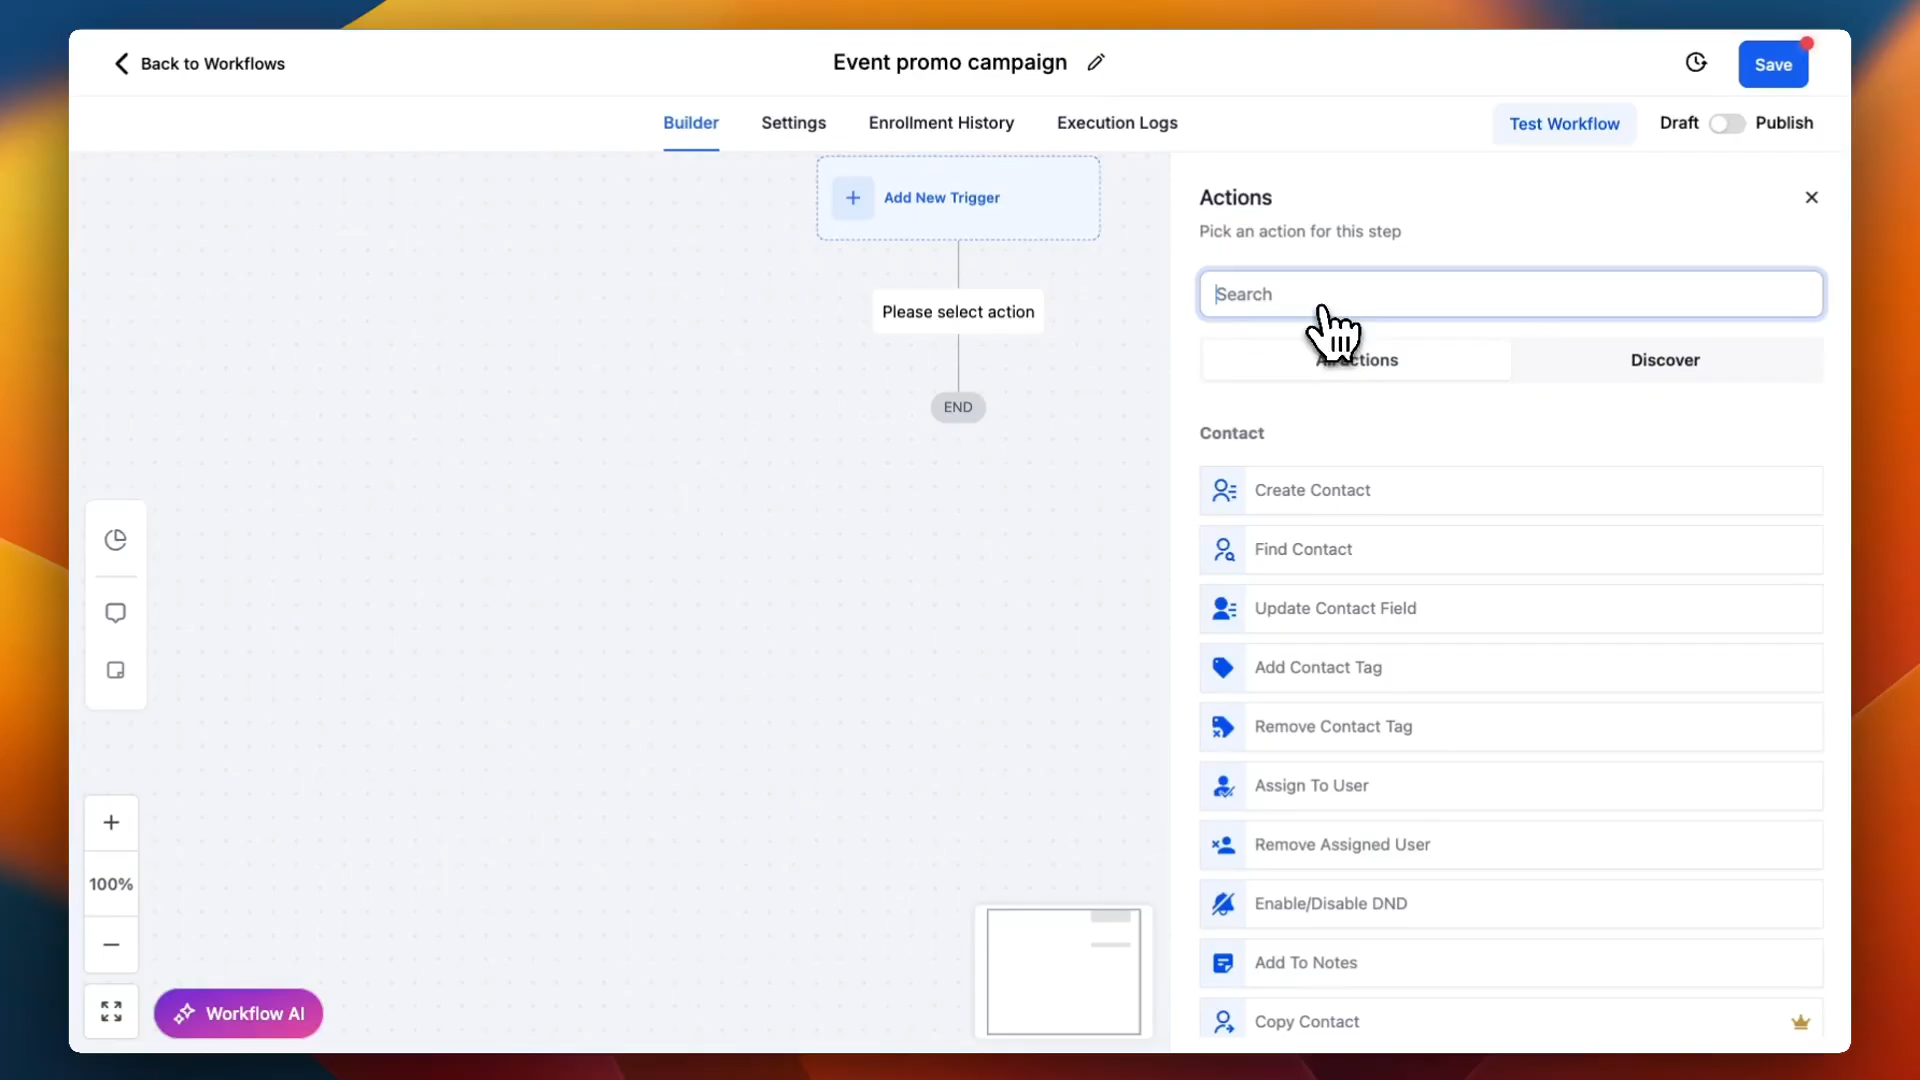 Back to Workflows
Event promo campaign
Save
Builder
Settings
Enrollment History
Execution Logs
Test Workflow
Draft
Publish
Add New Trigger
Please select action
END
100%
Workflow AI
Actions
Pick an action for this step
Search
All actions
Discover
Contact
Create Contact
Find Contact
Update Contact Field
Add Contact Tag
Remove Contact Tag
Assign To User
Remove Assigned User
Enable/Disable DND
Add To Notes
Copy Contact